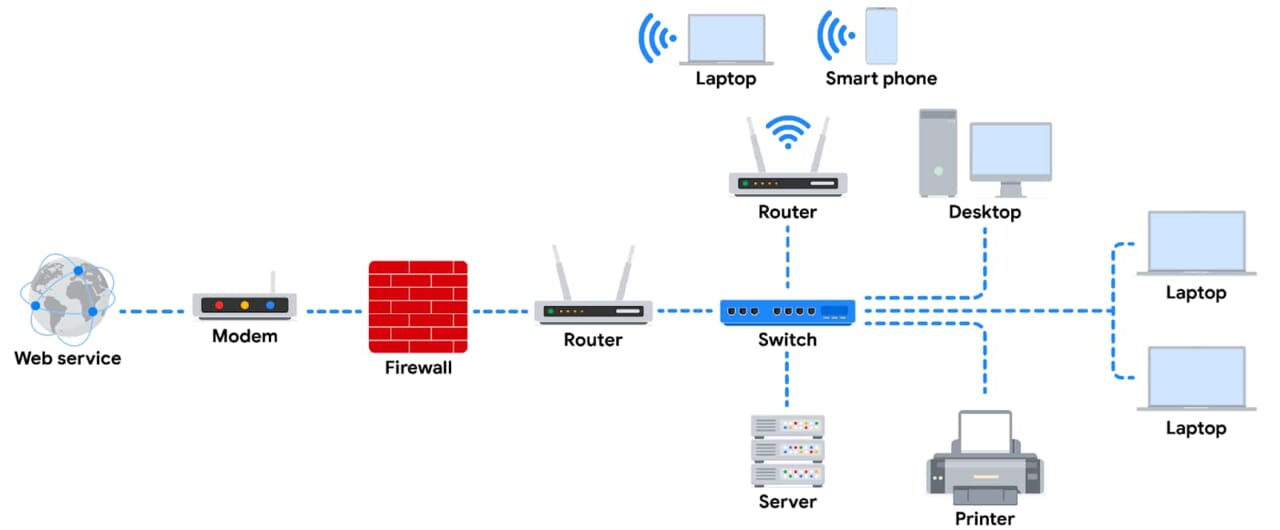 Laptop
Smart phone
Router
Desktop
Laptop
Web service
Modem
Firewall
Router
Switch
Laptop
Server
Printer